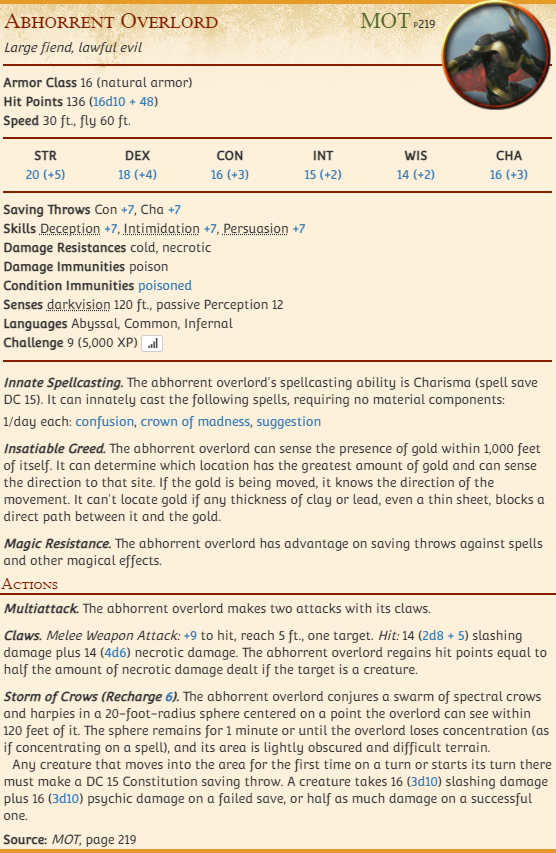 Abhorrent Overlord MOT p219
Large fiend, lawful evil
Armor Class 16 (natural armor)
Hit Points 136 (16d10 + 48)
Speed 30 ft., fly 60 ft.
STR DEX CON INT WIS CHA
20 (+5) 18 (+4) 16 (+3) 15 (+2) 14 (+2) 16 (+3)
Saving Throws Con +7, Cha +7
Skills Deception +7, Intimidation +7, Persuasion +7
Damage Resistances cold, necrotic
Damage Immunities poison
Condition Immunities poisoned
Senses darkvision 120 ft., passive Perception 12
Languages Abyssal, Common, Infernal
Challenge 9 (5,000 XP)
Innate Spellcasting. The abhorrent overlord's spellcasting ability is Charisma (spell save
DC 15). It can innately cast the following spells, requiring no material components:
1/day each: confusion, crown of madness, suggestion
Insatiable Greed. The abhorrent overlord can sense the presence of gold within 1,000 feet
of itself. It can determine which location has the greatest amount of gold and can sense
the direction to that site. If the gold is being moved, it knows the direction of the
movement. It can't locate gold if any thickness of clay or lead, even a thin sheet, blocks a
direct path between it and the gold.
Magic Resistance. The abhorrent overlord has advantage on saving throws against spells
and other magical effects.
Actions
Multiattack. The abhorrent overlord makes two attacks with its claws.
Claws. Melee Weapon Attack: +9 to hit, reach 5 ft., one target. Hit: 14 (2d8 + 5) slashing
damage plus 14 (4d6) necrotic damage. The abhorrent overlord regains hit points equal to
half the amount of necrotic damage dealt if the target is a creature.
Storm of Crows (Recharge 6). The abhorrent overlord conjures a swarm of spectral crows
and harpies in a 20–foot–radius sphere centered on a point the overlord can see within
120 feet of it. The sphere remains for 1 minute or until the overlord loses concentration (as
if concentrating on a spell), and its area is lightly obscured and difficult terrain.
Any creature that moves into the area for the first time on a turn or starts its turn there
must make a DC 15 Constitution saving throw. A creature takes 16 (3d10) slashing damage
plus 16 (3d10) psychic damage on a failed save, or half as much damage on a successful
one.
Source: MOT, page 219